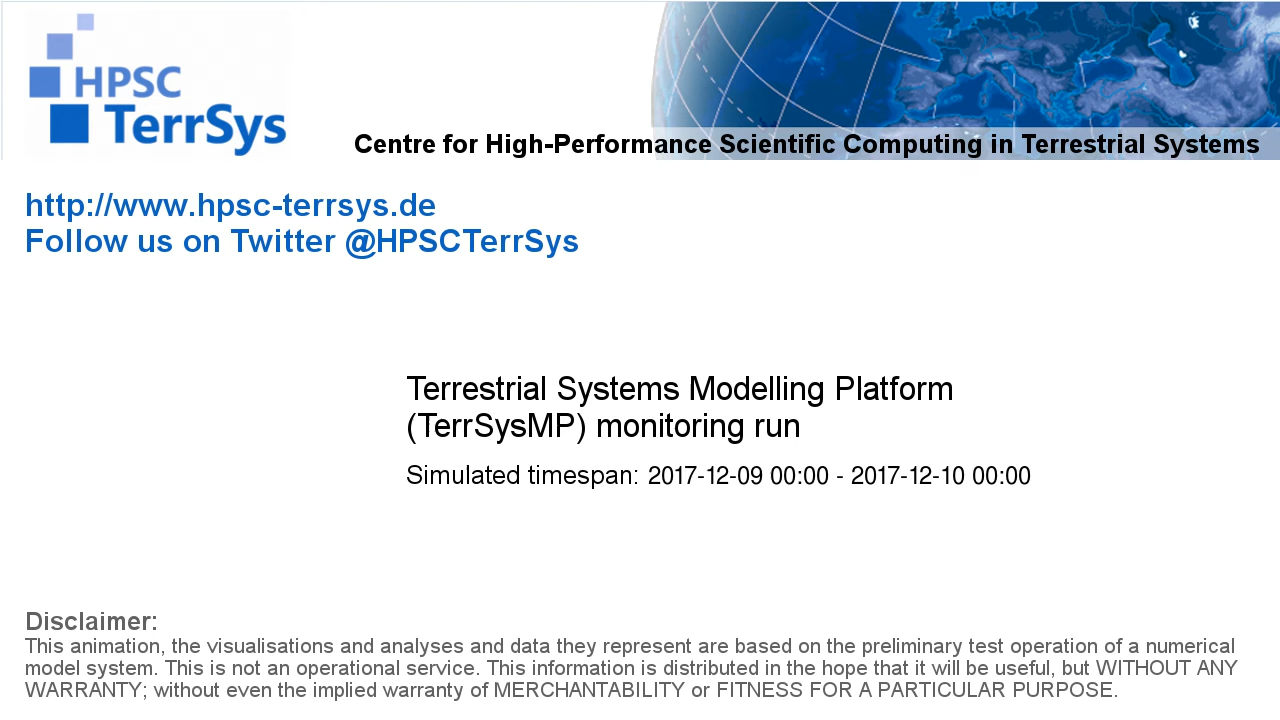 HPSC
TerrSys
Centre for High-Performance Scientific Computing in Terrestrial Systems
http://www.hpsc-terrsys.de
Follow us on Twitter @HPSCTerrSys
Terrestrial Systems Modelling Platform
(TerrSysMP) monitoring run
Simulated timespan: 2017-12-09 00:00 - 2017-12-10 00:00
Disclaimer:
This animation, the visualisations and analyses and data they represent are based on the preliminary test operation of a numerical
model system. This is not an operational service. This information is distributed in the hope that it will be useful, but WITHOUT ANY
WARRANTY; without even the implied warranty of MERCHANTABILITY or FITNESS FOR A PARTICULAR PURPOSE.